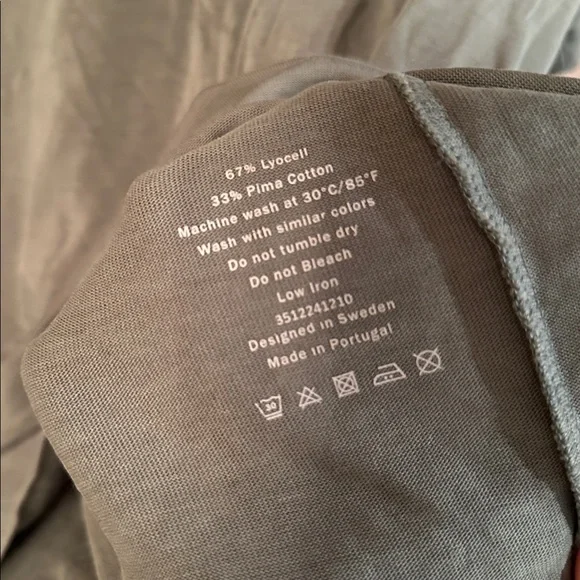 67% Lyocell
33% Pima Cotton
Machine wash at 30°C/85°F
Wash with similar colors
Do not tumble dry
Do not Bleach
Low Iron
3512241210
Designed in Sweden
Made in Portugal
30